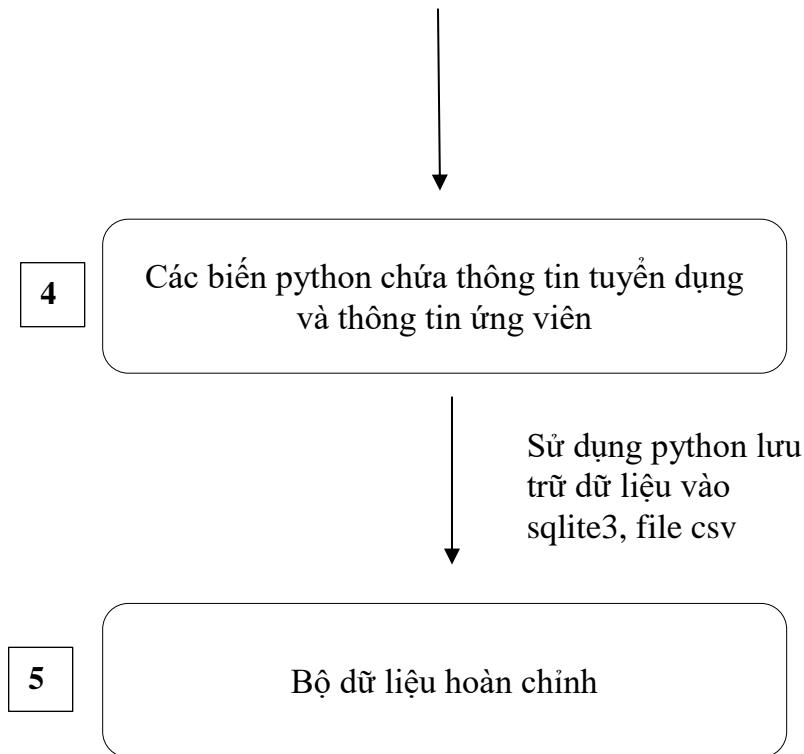 4
Các biến python chứa thông tin tuyển dụng
và thông tin ứng viên
Sử dụng python lưu
trữ dữ liệu vào
sqlite3, file csv
5
Bộ dữ liệu hoàn chỉnh